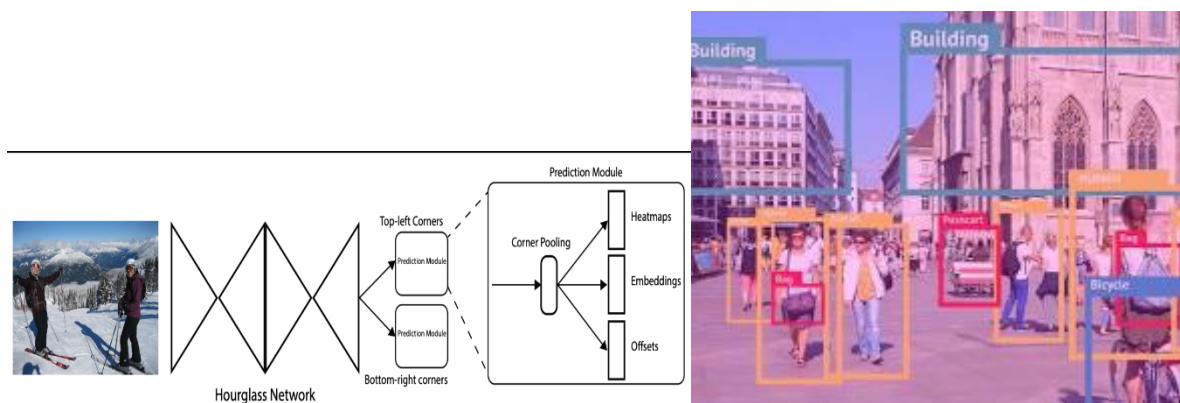 Prediction Module
Top-left Corners
Prediction Module
Corner Pooling
Heatmaps
Embeddings
Offsets
Prediction Module
Bottom-right corners
Hourglass Network
Building
Building
Pushcart
Bag
Bag
Bicycle